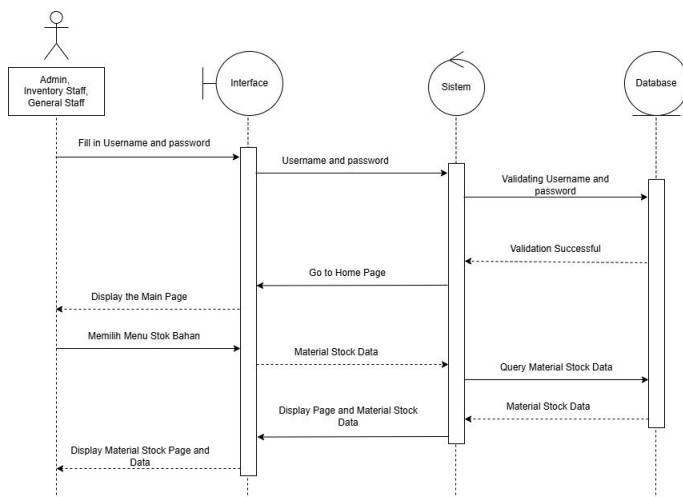 Admin,
Inventory Staff,
General Staff
Interface
Sistem
Database
Fill in Username and password
Username and password
Validating Username and
password
Validation Successful
Go to Home Page
Display the Main Page
Memilih Menu Stok Bahan
Material Stock Data
Query Material Stock Data
Material Stock Data
Display Page and Material Stock
Data
Display Material Stock Page and
Data